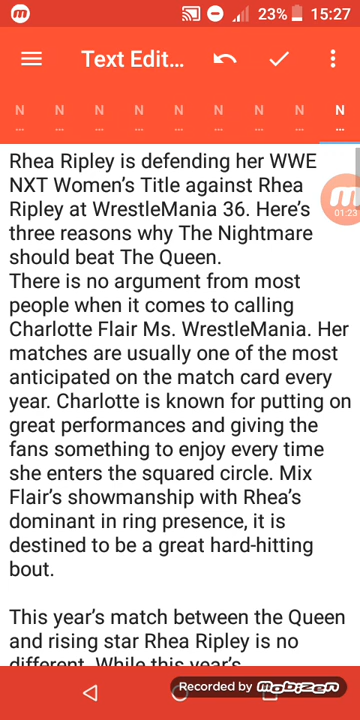 23% 15:27
Text Edit...
N N N N N N N N N
... ... ... ... ... ... ... ... ...
Rhea Ripley is defending her WWE
NXT Women’s Title against Rhea
Ripley at WrestleMania 36. Here’s
three reasons why The Nightmare
should beat The Queen.
There is no argument from most
people when it comes to calling
Charlotte Flair Ms. WrestleMania. Her
matches are usually one of the most
anticipated on the match card every
year. Charlotte is known for putting on
great performances and giving the
fans something to enjoy every time
she enters the squared circle. Mix
Flair’s showmanship with Rhea’s
dominant in ring presence, it is
destined to be a great hard-hitting
bout.
This year’s match between the Queen
and rising star Rhea Ripley is no
different. While this year’s
01:23
Recorded by Mobizen